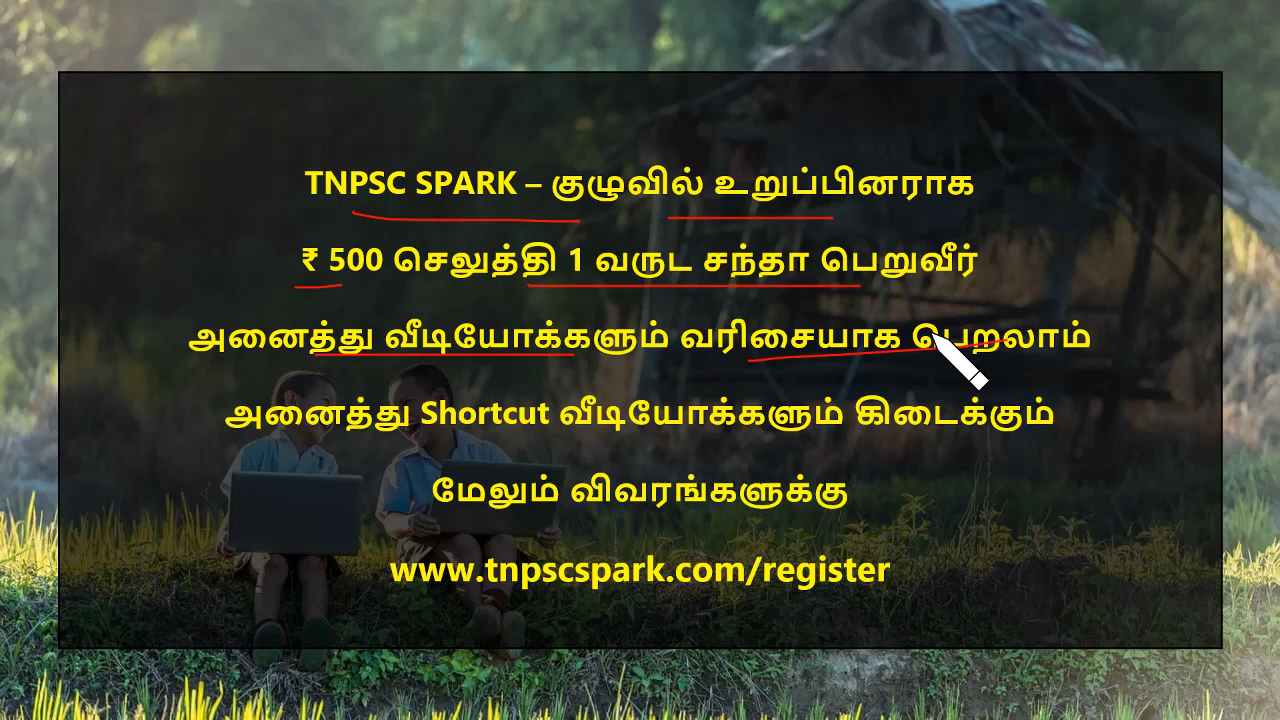 TNPSC SPARK – குழுவில் உறுப்பினராக
₹ 500 செலுத்தி 1 வருட சந்தா பெறுவீர்
அனைத்து வீடியோக்களும் வரிசையாக பெறலாம்
அனைத்து Shortcut வீடியோக்களும் கிடைக்கும்
மேலும் விவரங்களுக்கு
www.tnpscspark.com/register